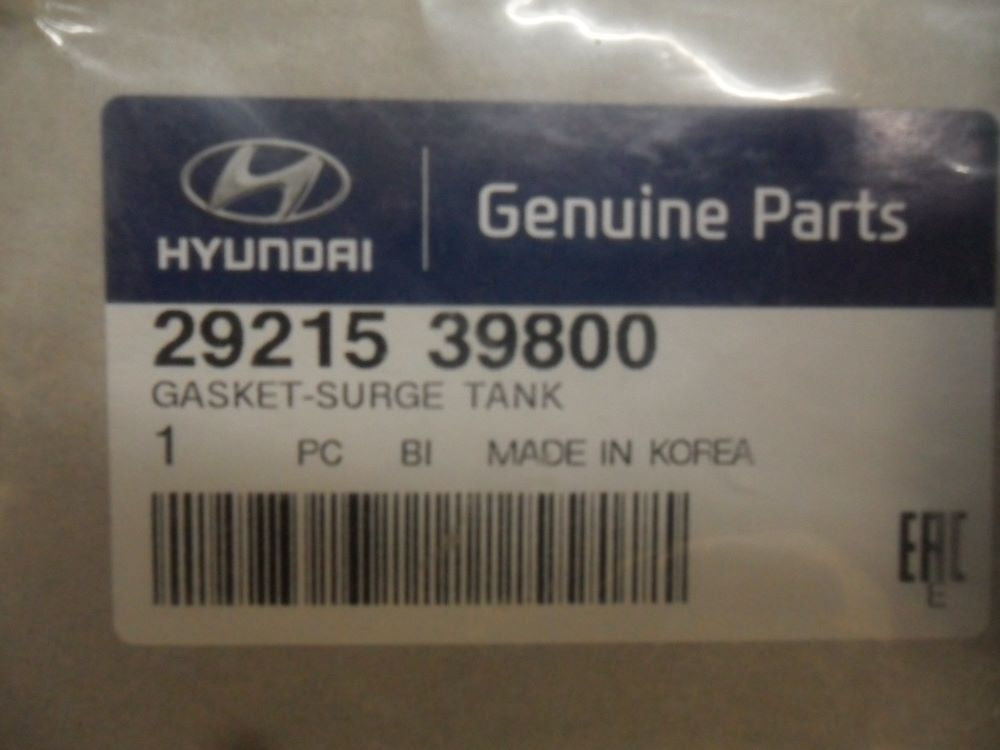 HYUNDAI
Genuine Parts
29215 39800
GASKET-SURGE TANK
1 PC BI MADE IN KOREA
EAC
E